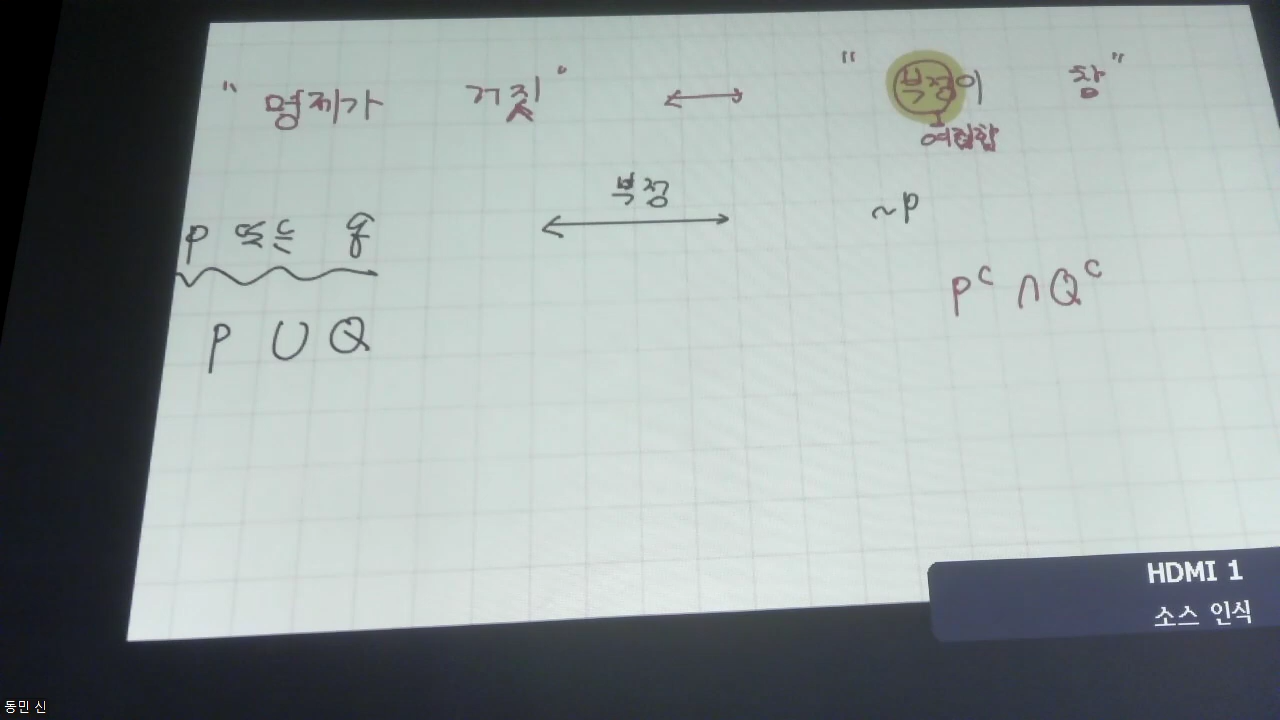 " 명제가 거짓 " ↔ " 부정이 참 "
여집합
부정
p 또는 q ↔ ~p
P ∪ Q
P^C ∩ Q^C
HDMI 1
소스 인식
동민 신